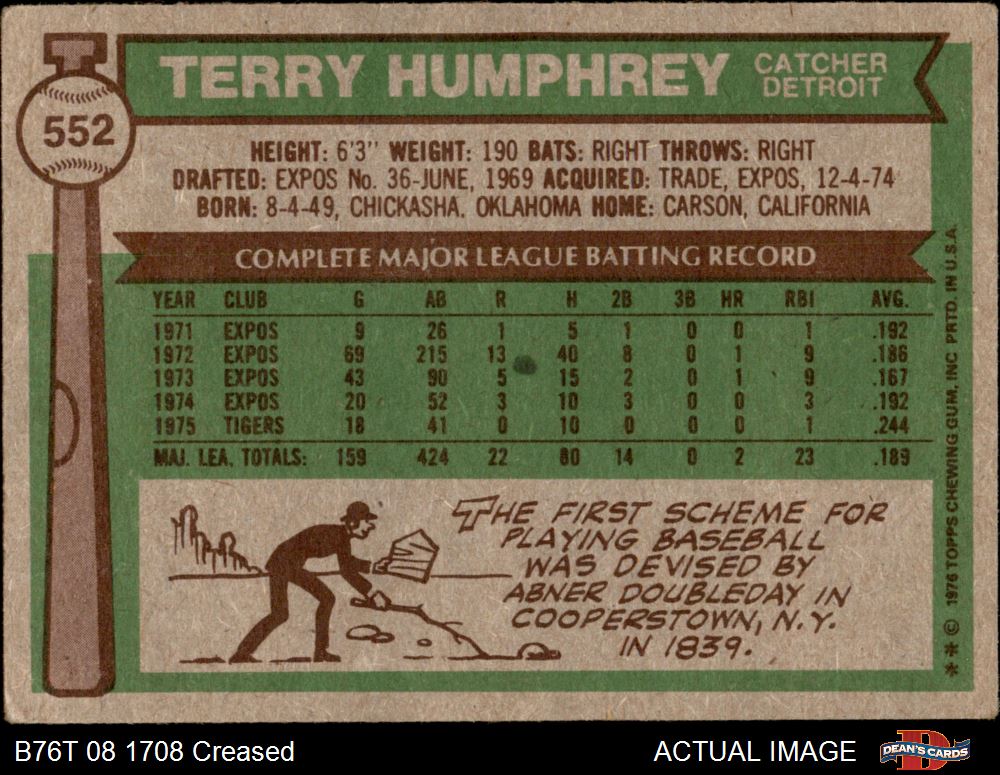 552
TERRY HUMPHREY
CATCHER
DETROIT
HEIGHT: 6'3" WEIGHT: 190 BATS: RIGHT THROWS: RIGHT
DRAFTED: EXPOS No. 36-JUNE, 1969 ACQUIRED: TRADE, EXPOS, 12-4-74
BORN: 8-4-49, CHICKASHA, OKLAHOMA HOME: CARSON, CALIFORNIA
COMPLETE MAJOR LEAGUE BATTING RECORD
YEAR CLUB G AB R H 2B 3B HR RBI AVG.
1971 EXPOS 9 26 1 5 1 0 0 1 .192
1972 EXPOS 69 215 13 40 8 0 1 9 .186
1973 EXPOS 43 90 5 15 2 0 1 9 .167
1974 EXPOS 20 52 3 10 3 0 0 3 .192
1975 TIGERS 18 41 0 10 0 0 0 1 .244
MAJ. LEA. TOTALS: 159 424 22 80 14 0 2 23 .189
THE FIRST SCHEME FOR
PLAYING BASEBALL
WAS DEVISED BY
ABNER DOUBLEDAY IN
COOPERSTOWN, N.Y.
IN 1839.
** © 1976 TOPPS CHEWING GUM, INC PRTD. IN U.S.A.
B76T 08 1708 Creased
ACTUAL IMAGE
DEAN'S CARDS